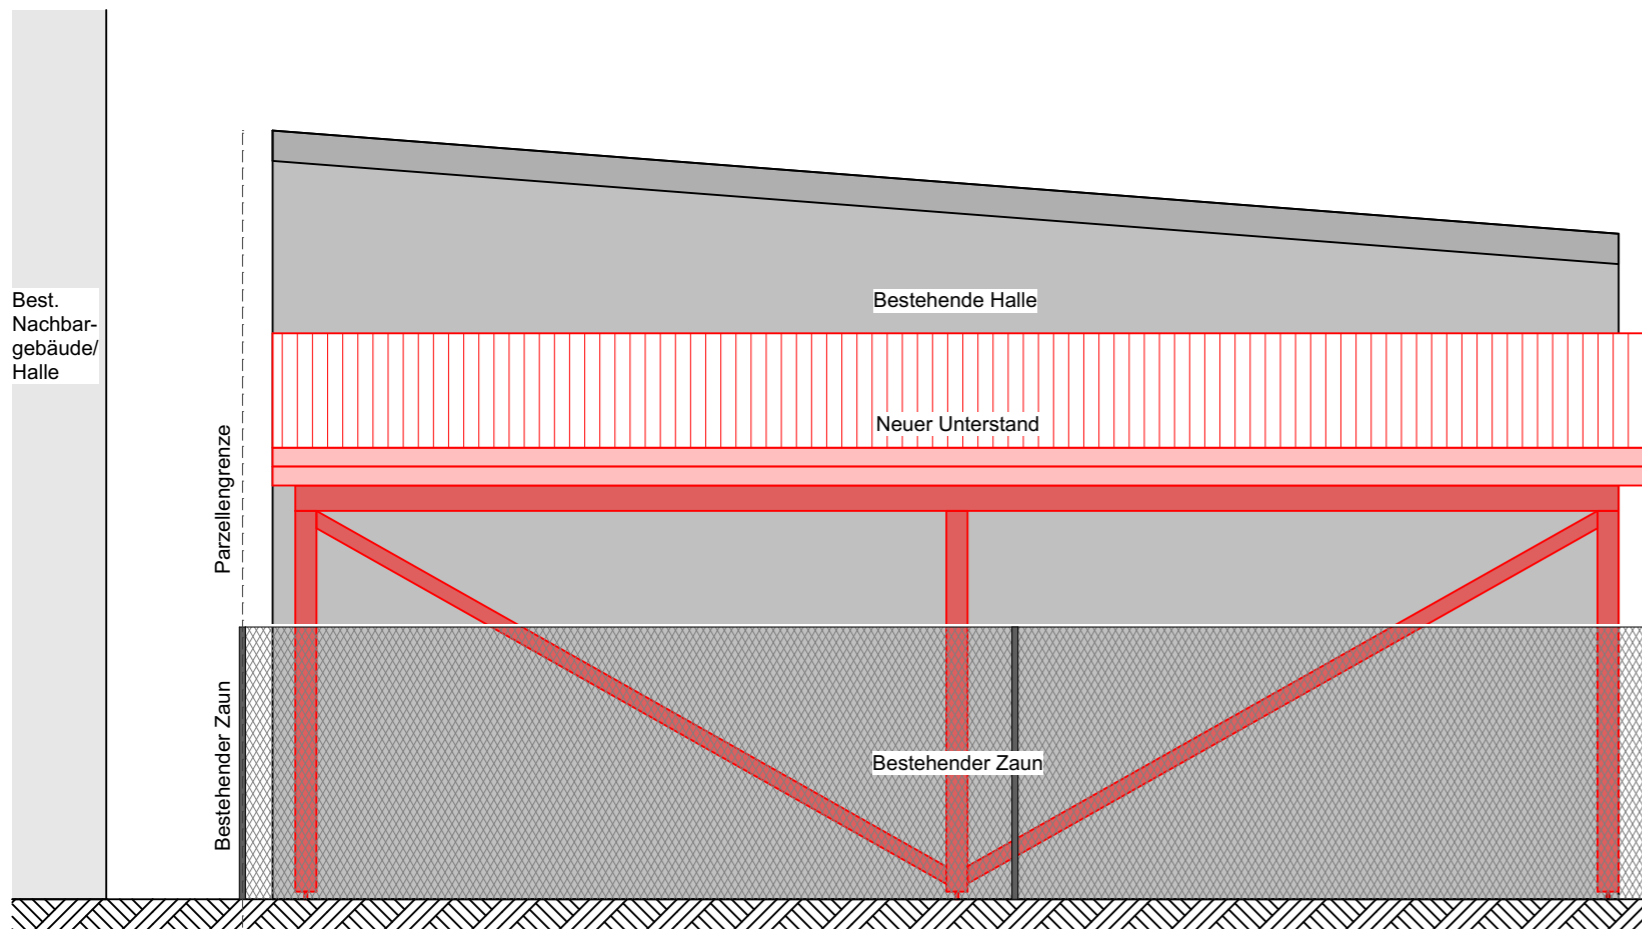 Bestehende Halle
Best.
Nachbar-
gebäude/
Halle
Neuer Unterstand
Parzellengrenze
Bestehender Zaun
Bestehender Zaun